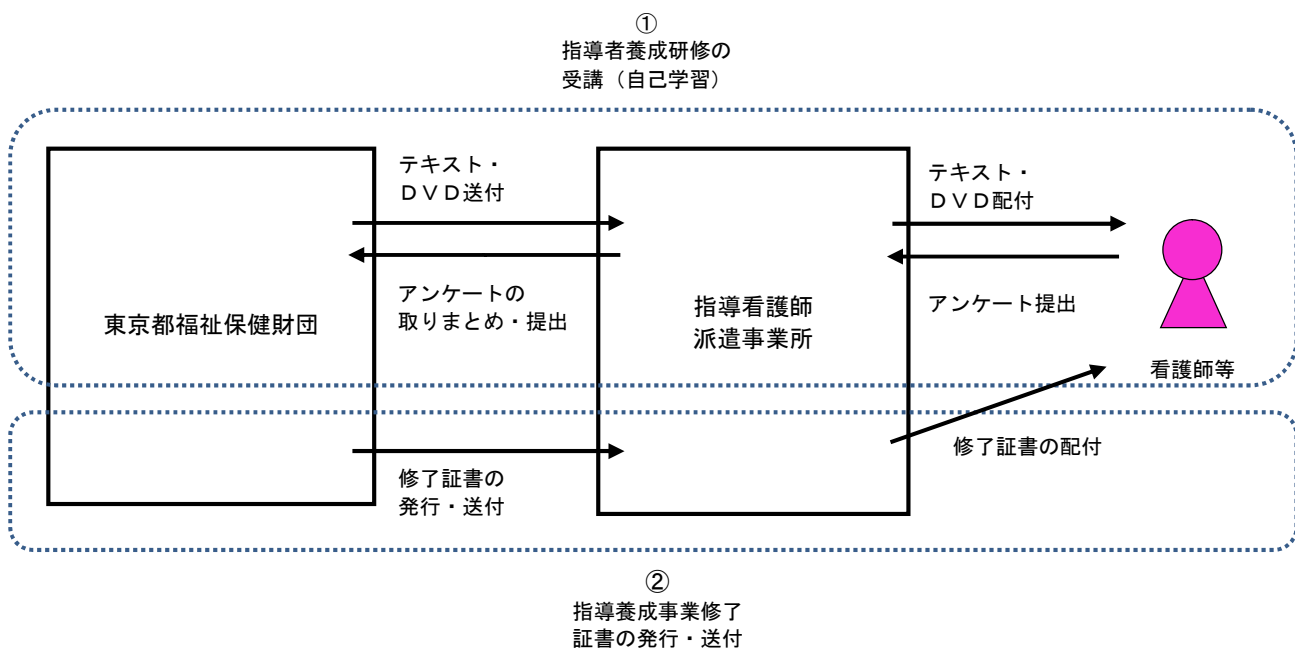 ①
指導者養成研修の
受講（自己学習）
テキスト・
ＤＶＤ送付
テキスト・
ＤＶＤ配付
アンケートの
取りまとめ・提出
アンケート提出
東京都福祉保健財団
指導看護師
派遣事業所
看護師等
修了証書の
発行・送付
修了証書の配付
②
指導養成事業修了
証書の発行・送付